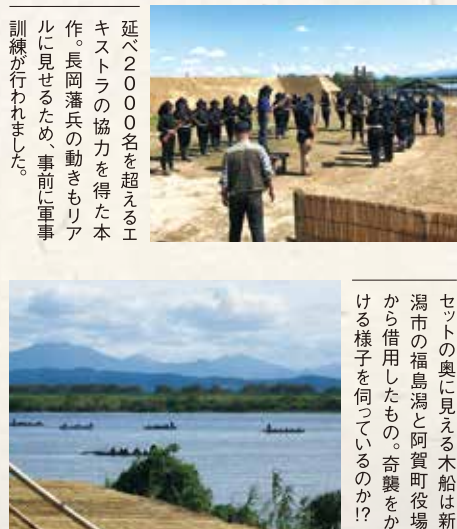 延べ2000名を超えるエ
キストラの協力を得た本
作。長岡藩兵の動きもリア
ルに見せるため、事前に軍事
訓練が行われました。
セットの奥に見える木船は新
潟市の福島潟と阿賀町役場
から借用したもの。奇襲をか
ける様子を伺っているのか!?